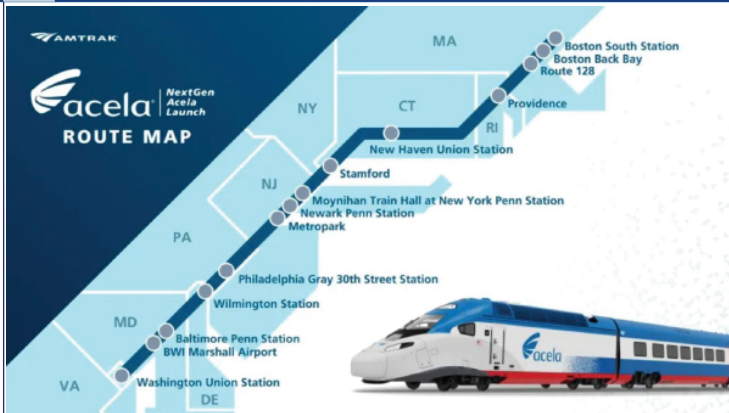 AMTRAK
acela
NextGen
Acela
Launch
ROUTE MAP
MA
NY
CT
RI
NJ
PA
MD
VA
DE
Boston South Station
Boston Back Bay
Route 128
Providence
New Haven Union Station
Stamford
Moynihan Train Hall at New York Penn Station
Newark Penn Station
Metropark
Philadelphia Gray 30th Street Station
Wilmington Station
Baltimore Penn Station
BWI Marshall Airport
Washington Union Station
acela